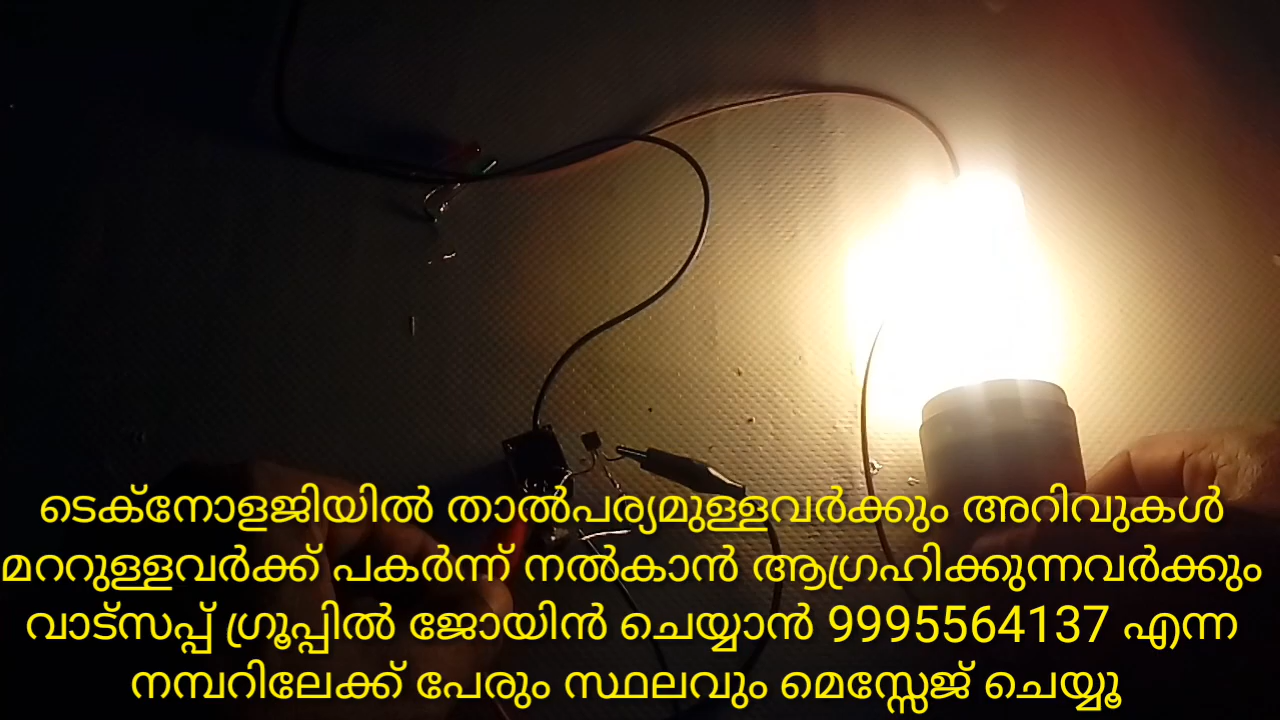 ടെക്നോളജിയിൽ താൽപര്യമുള്ളവർക്കും അറിവുകൾ
മററുള്ളവർക്ക് പകർന്ന് നൽകാൻ ആഗ്രഹിക്കുന്നവർക്കും
വാട്സപ്പ് ഗ്രൂപ്പിൽ ജോയിൻ ചെയ്യാൻ 9995564137 എന്ന
നമ്പറിലേക്ക് പേരും സ്ഥലവും മെസ്സേജ് ചെയ്യൂ